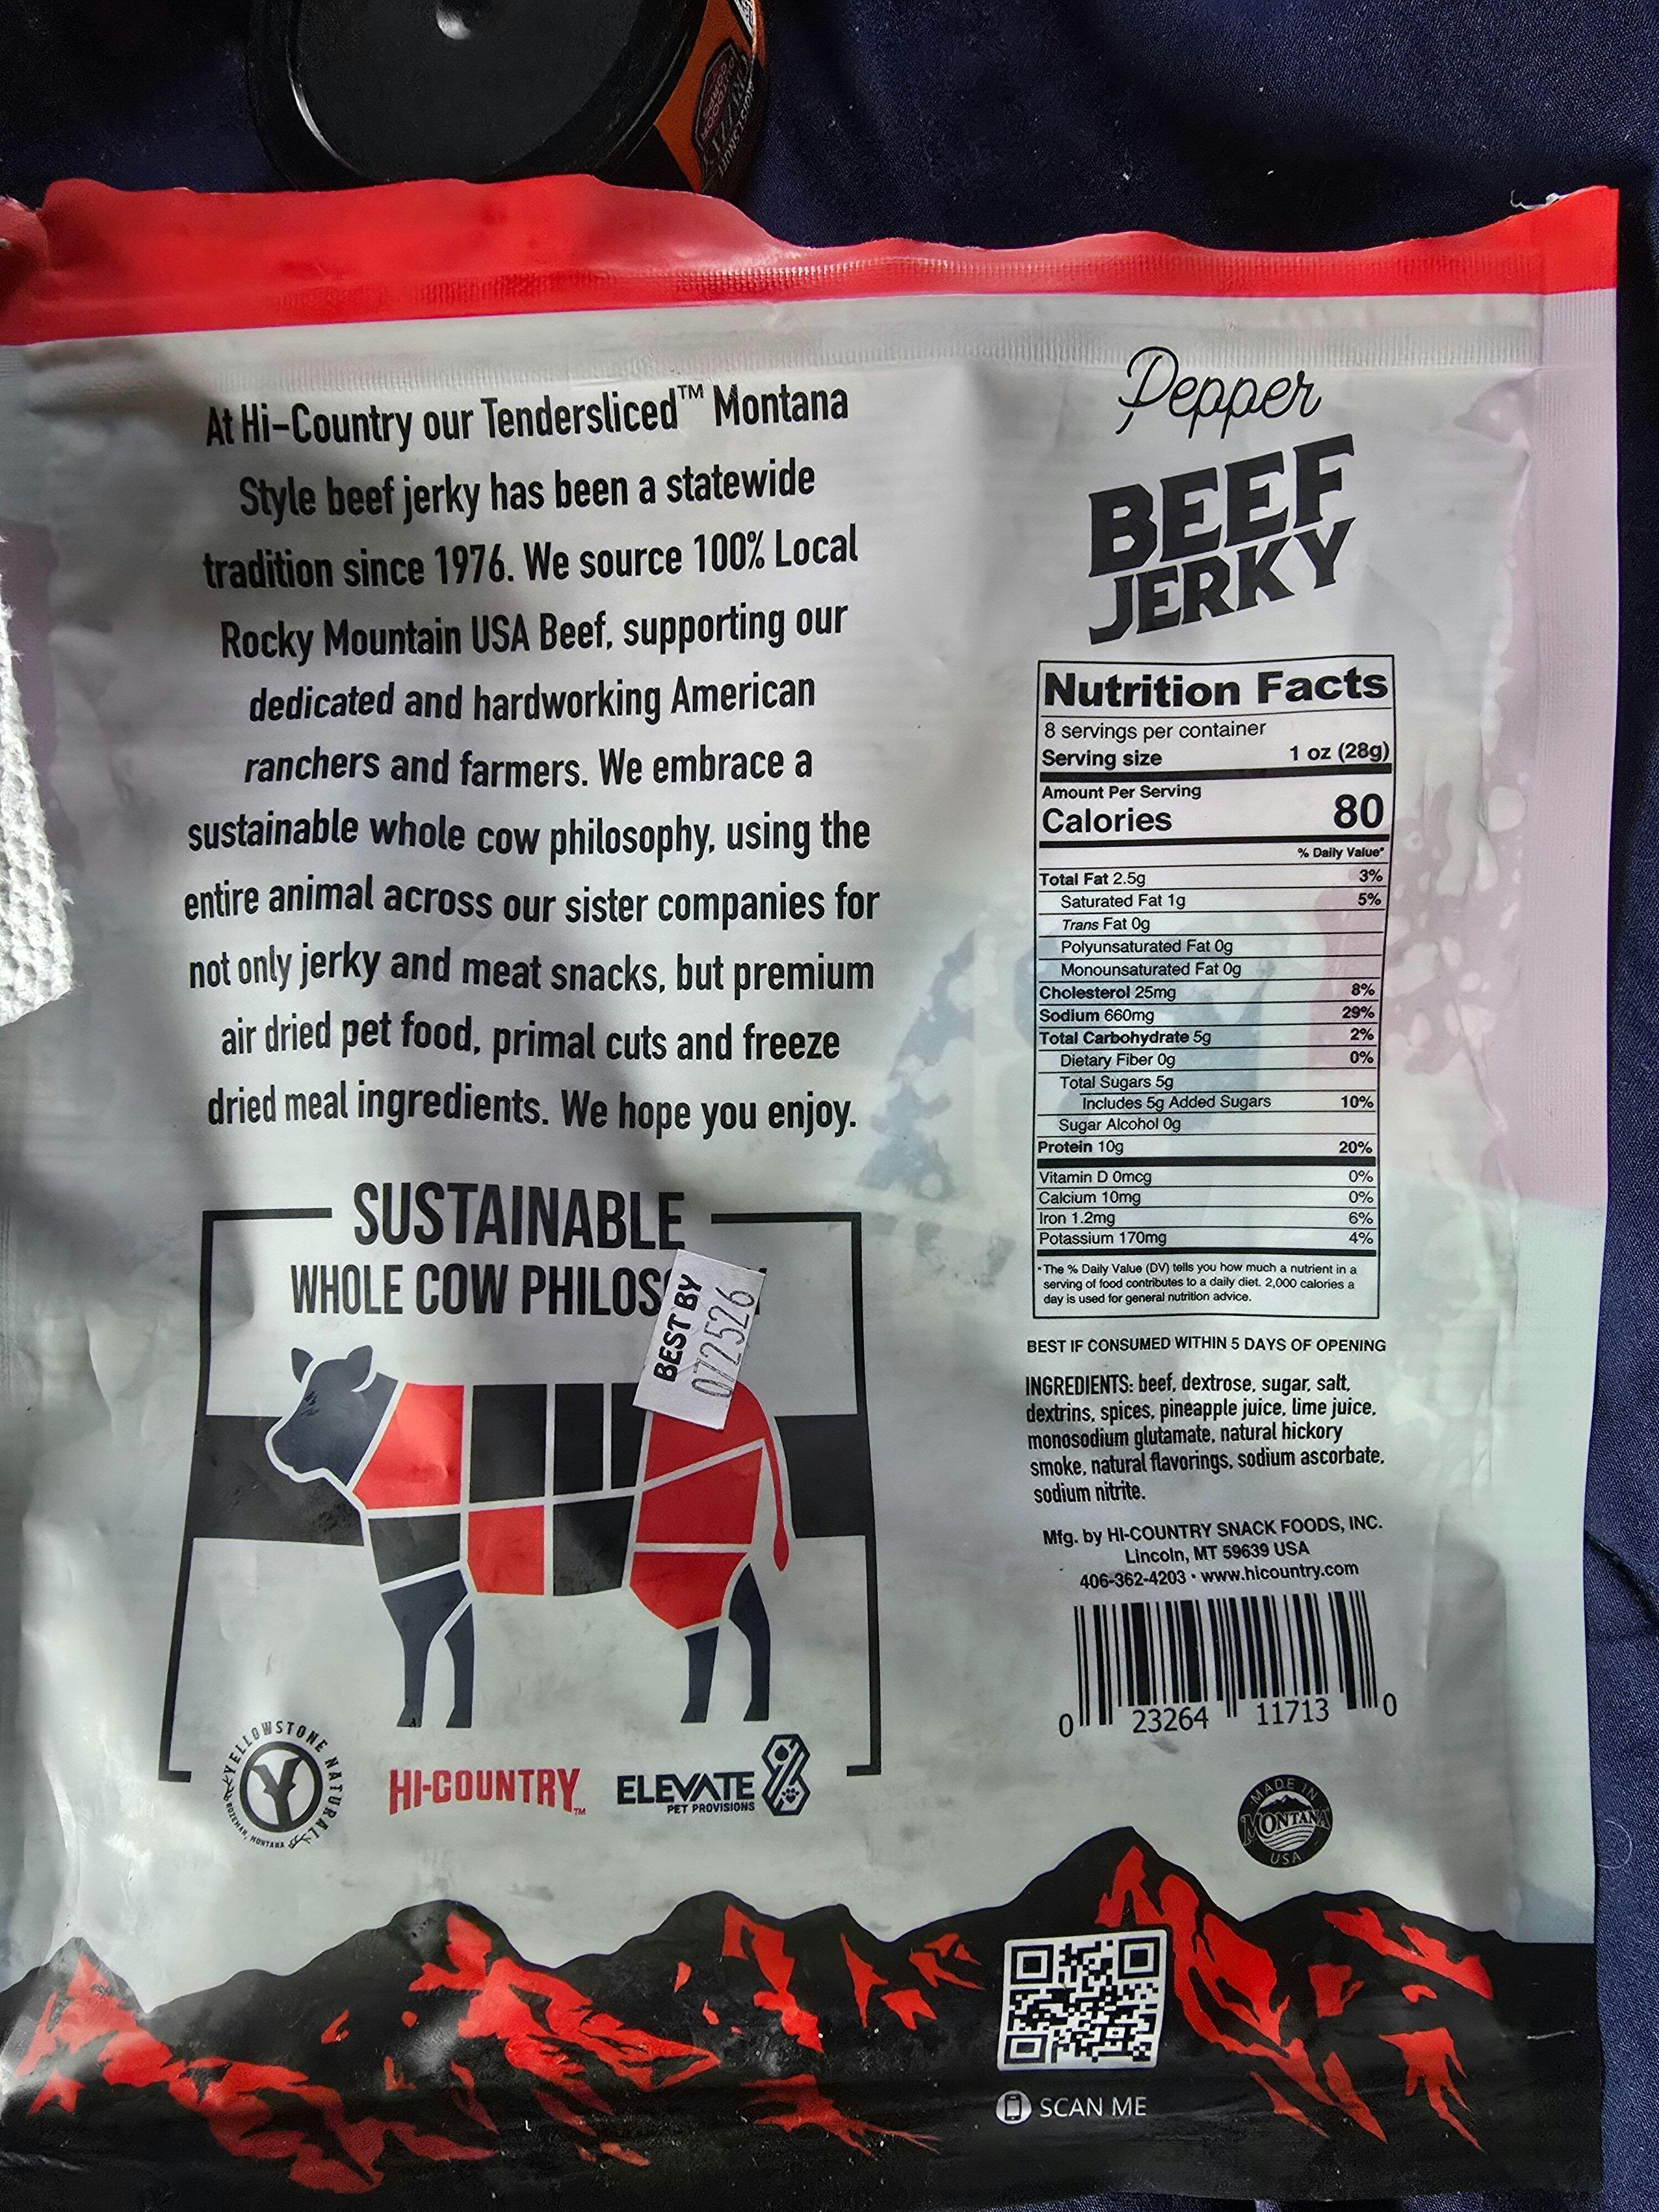 At Hi-Country our Tendersliced™ Montana
Style beef jerky has been a statewide
tradition since 1976. We source 100% Local
Rocky Mountain USA Beef, supporting our
dedicated and hardworking American
ranchers and farmers. We embrace a
sustainable whole cow philosophy, using the
entire animal across our sister companies for
not only jerky and meat snacks, but premium
air dried pet food, primal cuts and freeze
dried meal ingredients. We hope you enjoy.
SUSTAINABLE
WHOLE COW
BEST BY
072526
YELLOWSTONE NATURAL
BOZEMAN, MONTANA
HI-COUNTRY™
ELEVATE
PET PROVISIONS
Pepper
BEEF
JERKY
Nutrition Facts
8 servings per container
Serving size 1 oz (28g)
Amount Per Serving
Calories 80
% Daily Value*
Total Fat 2.5g 3%
Saturated Fat 1g 5%
Trans Fat 0g
Polyunsaturated Fat 0g
Monounsaturated Fat 0g
Cholesterol 25mg 8%
Sodium 660mg 29%
Total Carbohydrate 5g 2%
Dietary Fiber 0g 0%
Total Sugars 5g
Includes 5g Added Sugars 10%
Sugar Alcohol 0g
Protein 10g 20%
Vitamin D 0mcg 0%
Calcium 10mg 0%
Iron 1.2mg 6%
Potassium 170mg 4%
*The % Daily Value (DV) tells you how much a nutrient in a
serving of food contributes to a daily diet. 2,000 calories a
day is used for general nutrition advice.
BEST IF CONSUMED WITHIN 5 DAYS OF OPENING
INGREDIENTS: beef, dextrose, sugar, salt,
dextrins, spices, pineapple juice, lime juice,
monosodium glutamate, natural hickory
smoke, natural flavorings, sodium ascorbate,
sodium nitrite.
Mfg. by HI-COUNTRY SNACK FOODS, INC.
Lincoln, MT 59639 USA
406-362-4203 • www.hicountry.com
0 23264 11713 0
MADE IN
MONTANA
USA
SCAN ME